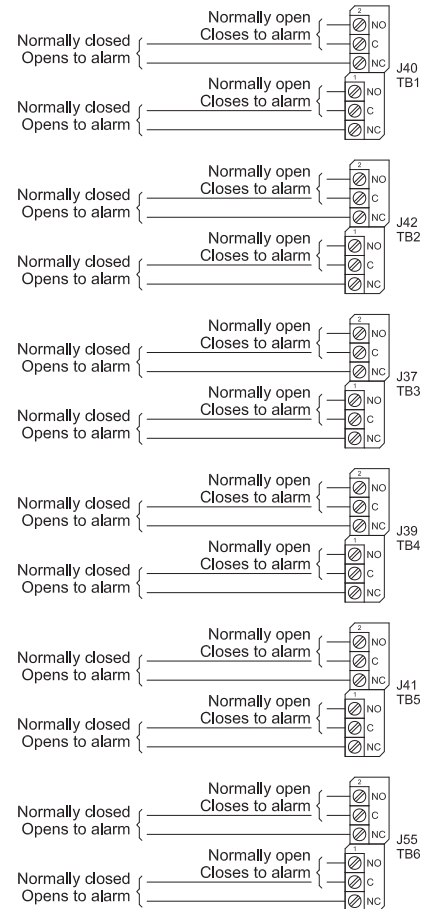 2
Normally open
NO
Closes to alarm
C
Normally closed
Opens to alarm
NC
J40
TB1
1
Normally open
NO
Closes to alarm
C
Normally closed
Opens to alarm
NC
2
Normally open
NO
Closes to alarm
C
Normally closed
Opens to alarm
NC
J42
TB2
1
Normally open
NO
Closes to alarm
C
Normally closed
Opens to alarm
NC
2
Normally open
NO
Closes to alarm
C
Normally closed
Opens to alarm
NC
J37
TB3
1
Normally open
NO
Closes to alarm
C
Normally closed
Opens to alarm
NC
2
Normally open
NO
Closes to alarm
C
Normally closed
Opens to alarm
NC
J39
TB4
1
Normally open
NO
Closes to alarm
C
Normally closed
Opens to alarm
NC
2
Normally open
NO
Closes to alarm
C
Normally closed
Opens to alarm
NC
J41
TB5
1
Normally open
NO
Closes to alarm
C
Normally closed
Opens to alarm
NC
2
Normally open
NO
Closes to alarm
C
Normally closed
Opens to alarm
NC
J55
TB6
1
Normally open
NO
Closes to alarm
C
Normally closed
Opens to alarm
NC